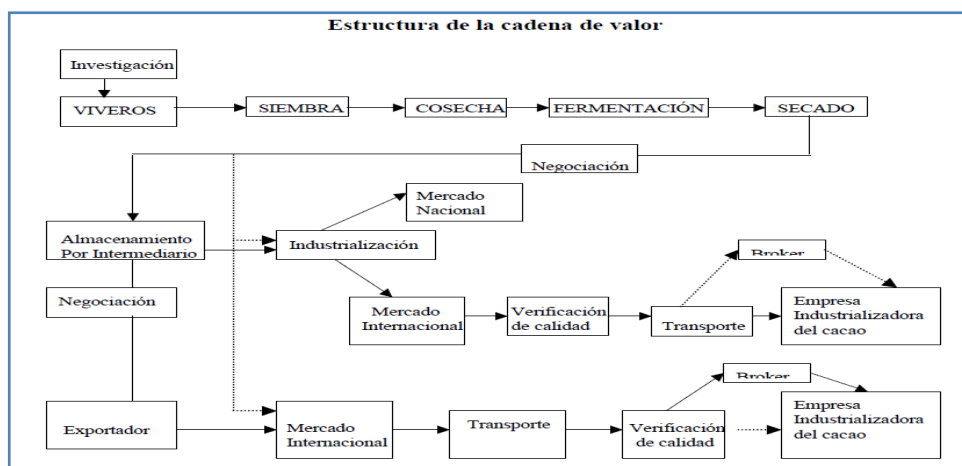 Estructura de la cadena de valor
Investigación
VIVEROS
SIEMBRA
COSECHA
FERMENTACIÓN
SECADO
Negociación
Mercado
Nacional
Almacenamiento
Por Intermediario
Industrialización
Broker
Negociación
Mercado
Internacional
Verificación
de calidad
Transporte
Empresa
Industrializadora
del cacao
Broker
Exportador
Mercado
Internacional
Transporte
Verificación
de calidad
Empresa
Industrializadora
del cacao